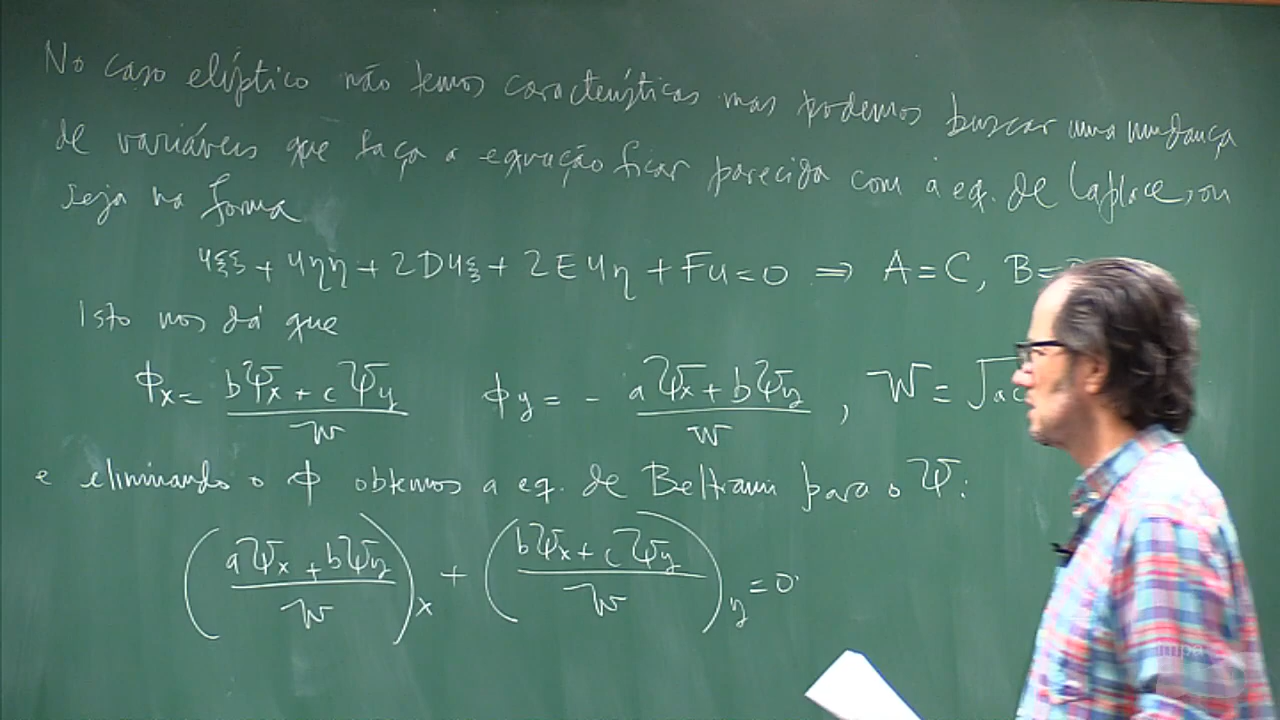 No caso elíptico não temos características mas podemos buscar uma mudança
de variáveis que faça a equação ficar parecida com a eq. de Laplace, ou
seja na forma
uξξ + uηη + 2Duξ + 2Euη + Fu = 0 ⇒ A = C, B =
Isto nos dá que
ϕx = (bΨx + cΨy)/W ϕy = - (aΨx + bΨy)/W , W = √ac
e eliminando o ϕ obtemos a eq. de Beltrami para o Ψ:
((aΨx + bΨy)/W)x + ((bΨx + cΨy)/W)y = 0